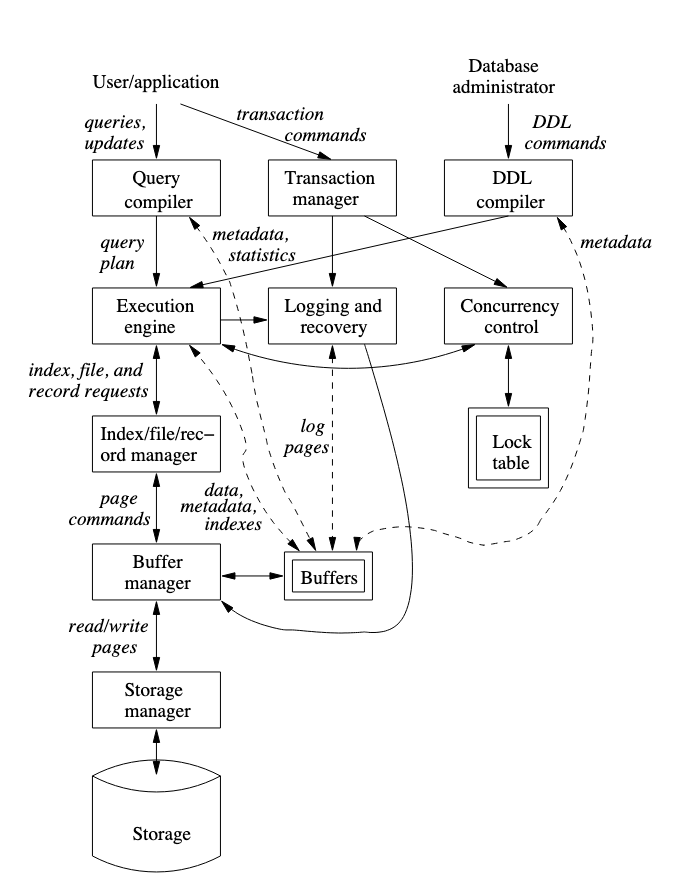 User/application
Database
administrator
queries,
updates
transaction
commands
DDL
commands
Query
compiler
Transaction
manager
DDL
compiler
query
plan
metadata,
statistics
metadata
Execution
engine
Logging and
recovery
Concurrency
control
index, file, and
record requests
Index/file/rec−
ord manager
log
pages
Lock
table
page
commands
data,
metadata,
indexes
Buffer
manager
Buffers
read/write
pages
Storage
manager
Storage